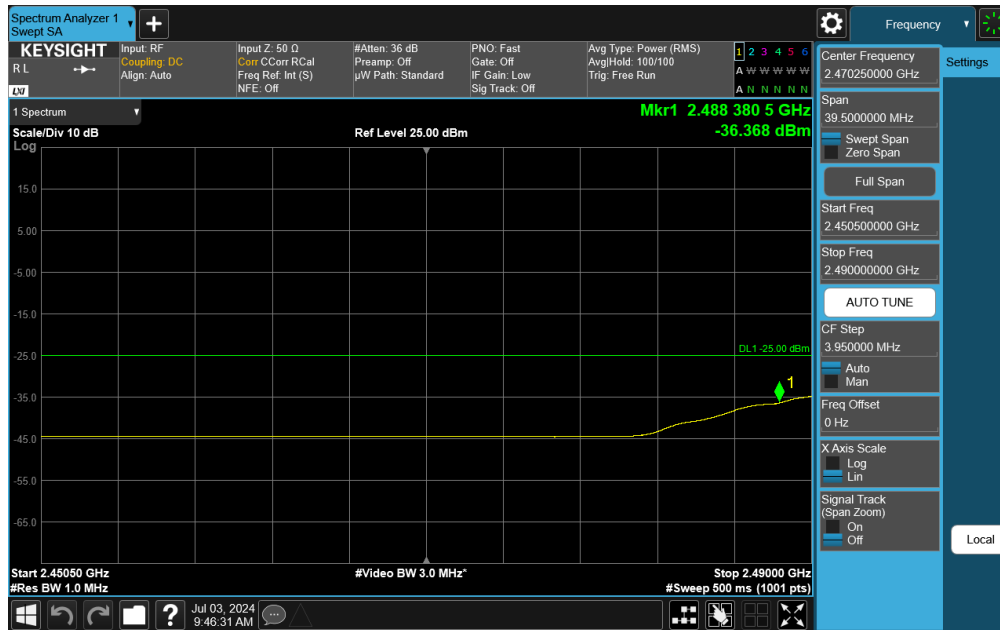 Spectrum Analyzer 1
Swept SA
Frequency
KEYSIGHT
R L
LXI
Input: RF
Coupling: DC
Align: Auto
Input Z: 50 Ω
Corr CCorr RCal
Freq Ref: Int (S)
NFE: Off
#Atten: 36 dB
Preamp: Off
µW Path: Standard
PNO: Fast
Gate: Off
IF Gain: Low
Sig Track: Off
Avg Type: Power (RMS)
Avg|Hold: 100/100
Trig: Free Run
1 2 3 4 5 6
A W W W W W
A N N N N N
1 Spectrum
Mkr1 2.488 380 5 GHz
Scale/Div 10 dB
Ref Level 25.00 dBm
-36.368 dBm
Log
15.0
5.00
-5.00
-15.0
-25.0
-35.0
-45.0
-55.0
-65.0
DL1 -25.00 dBm
1
Start 2.45050 GHz
#Video BW 3.0 MHz*
Stop 2.49000 GHz
#Res BW 1.0 MHz
#Sweep 500 ms (1001 pts)
Jul 03, 2024
9:46:31 AM
Center Frequency
2.470250000 GHz
Settings
Span
39.5000000 MHz
Swept Span
Zero Span
Full Span
Start Freq
2.450500000 GHz
Stop Freq
2.490000000 GHz
AUTO TUNE
CF Step
3.950000 MHz
Auto
Man
Freq Offset
0 Hz
X Axis Scale
Log
Lin
Signal Track
(Span Zoom)
On
Off
Local